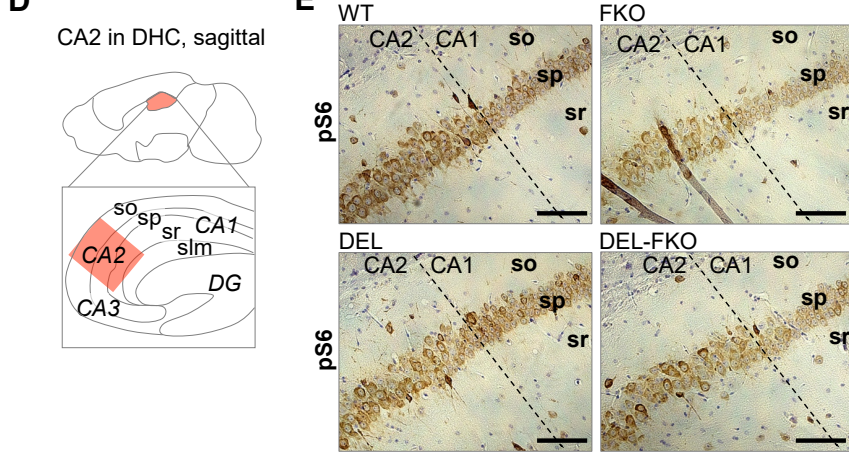 D
CA2 in DHC, sagittal
so
sp
sr
slm
CA1
CA2
CA3
DG
E
WT
CA2
CA1
so
sp
sr
pS6
FKO
CA2
CA1
so
sp
sr
DEL
CA2
CA1
so
sp
sr
pS6
DEL-FKO
CA2
CA1
so
sp
sr